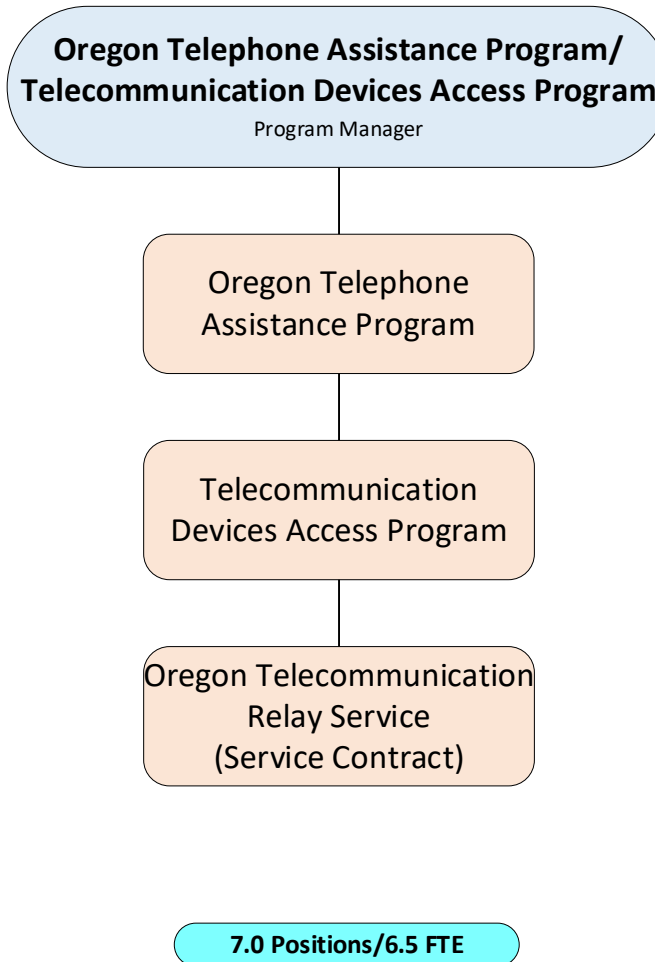 Oregon Telephone Assistance Program/
Telecommunication Devices Access Program
Program Manager
Oregon Telephone
Assistance Program
Telecommunication
Devices Access Program
Oregon Telecommunication
Relay Service
(Service Contract)
7.0 Positions/6.5 FTE